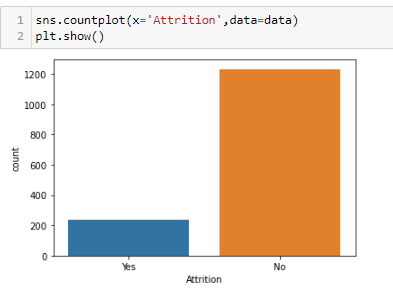 1 sns.countplot(x='Attrition',data=data)
2 plt.show()
1200
1000
800
600
400
200
0
count
Yes No
Attrition